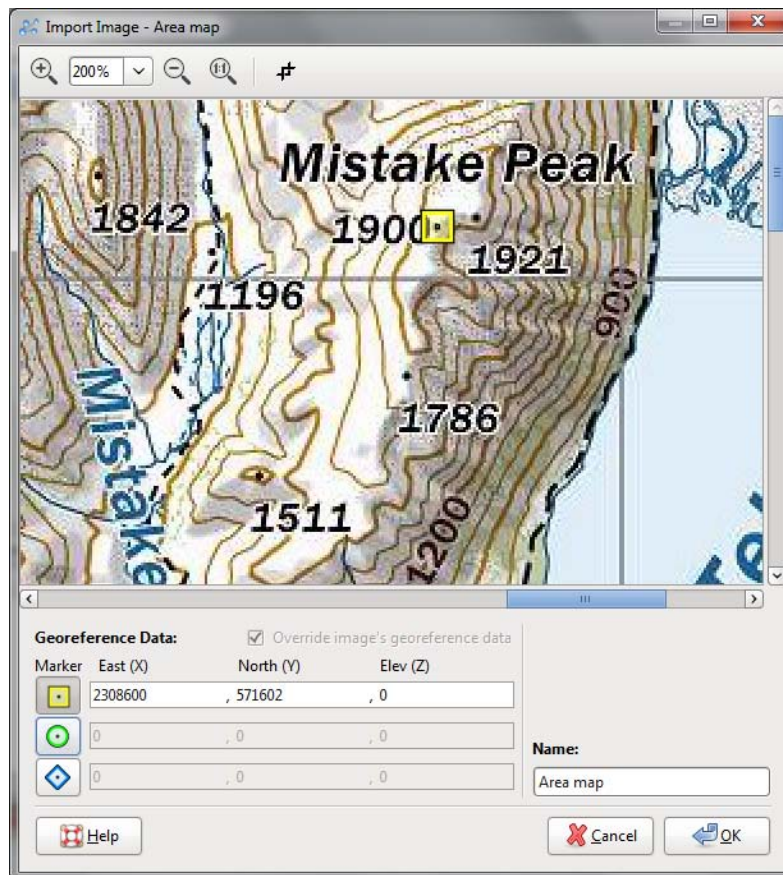 Import Image - Area map
200%
1:1
Mistake Peak
1842
1900
1921
1196
900
1786
Mistake
1511
1200
Georeference Data:
Override image's georeference data
Marker East (X) North (Y) Elev (Z)
2308600 , 571602 , 0
0 , 0 , 0
0 , 0 , 0
Name:
Area map
Help
Cancel
OK